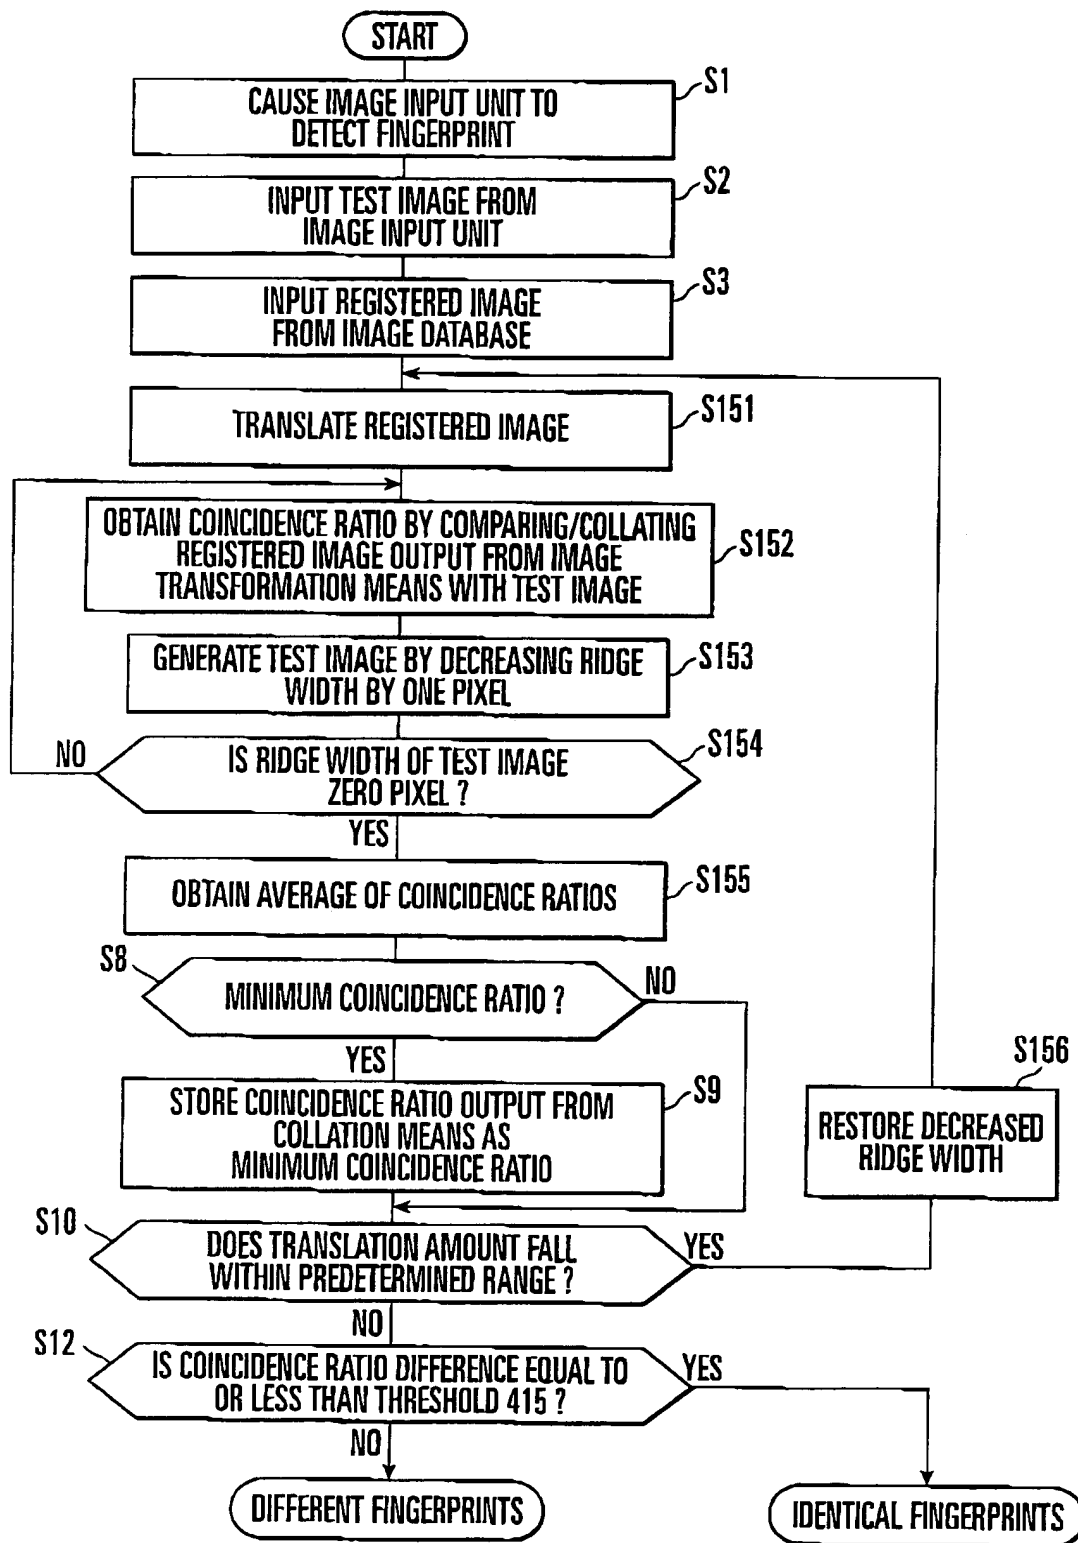 START
S1
CAUSE IMAGE INPUT UNIT TO
DETECT FINGERPRINT
S2
INPUT TEST IMAGE FROM
IMAGE INPUT UNIT
S3
INPUT REGISTERED IMAGE
FROM IMAGE DATABASE
S151
TRANSLATE REGISTERED IMAGE
OBTAIN COINCIDENCE RATIO BY COMPARING/COLLATING
REGISTERED IMAGE OUTPUT FROM IMAGE
TRANSFORMATION MEANS WITH TEST IMAGE
S152
GENERATE TEST IMAGE BY DECREASING RIDGE
WIDTH BY ONE PIXEL
S153
NO
IS RIDGE WIDTH OF TEST IMAGE
ZERO PIXEL ?
S154
YES
OBTAIN AVERAGE OF COINCIDENCE RATIOS
S155
S8
MINIMUM COINCIDENCE RATIO ?
NO
YES
S9
STORE COINCIDENCE RATIO OUTPUT FROM
COLLATION MEANS AS
MINIMUM COINCIDENCE RATIO
S156
RESTORE DECREASED
RIDGE WIDTH
S10
DOES TRANSLATION AMOUNT FALL
WITHIN PREDETERMINED RANGE ?
YES
NO
S12
IS COINCIDENCE RATIO DIFFERENCE EQUAL TO
OR LESS THAN THRESHOLD 415 ?
YES
NO
DIFFERENT FINGERPRINTS
IDENTICAL FINGERPRINTS